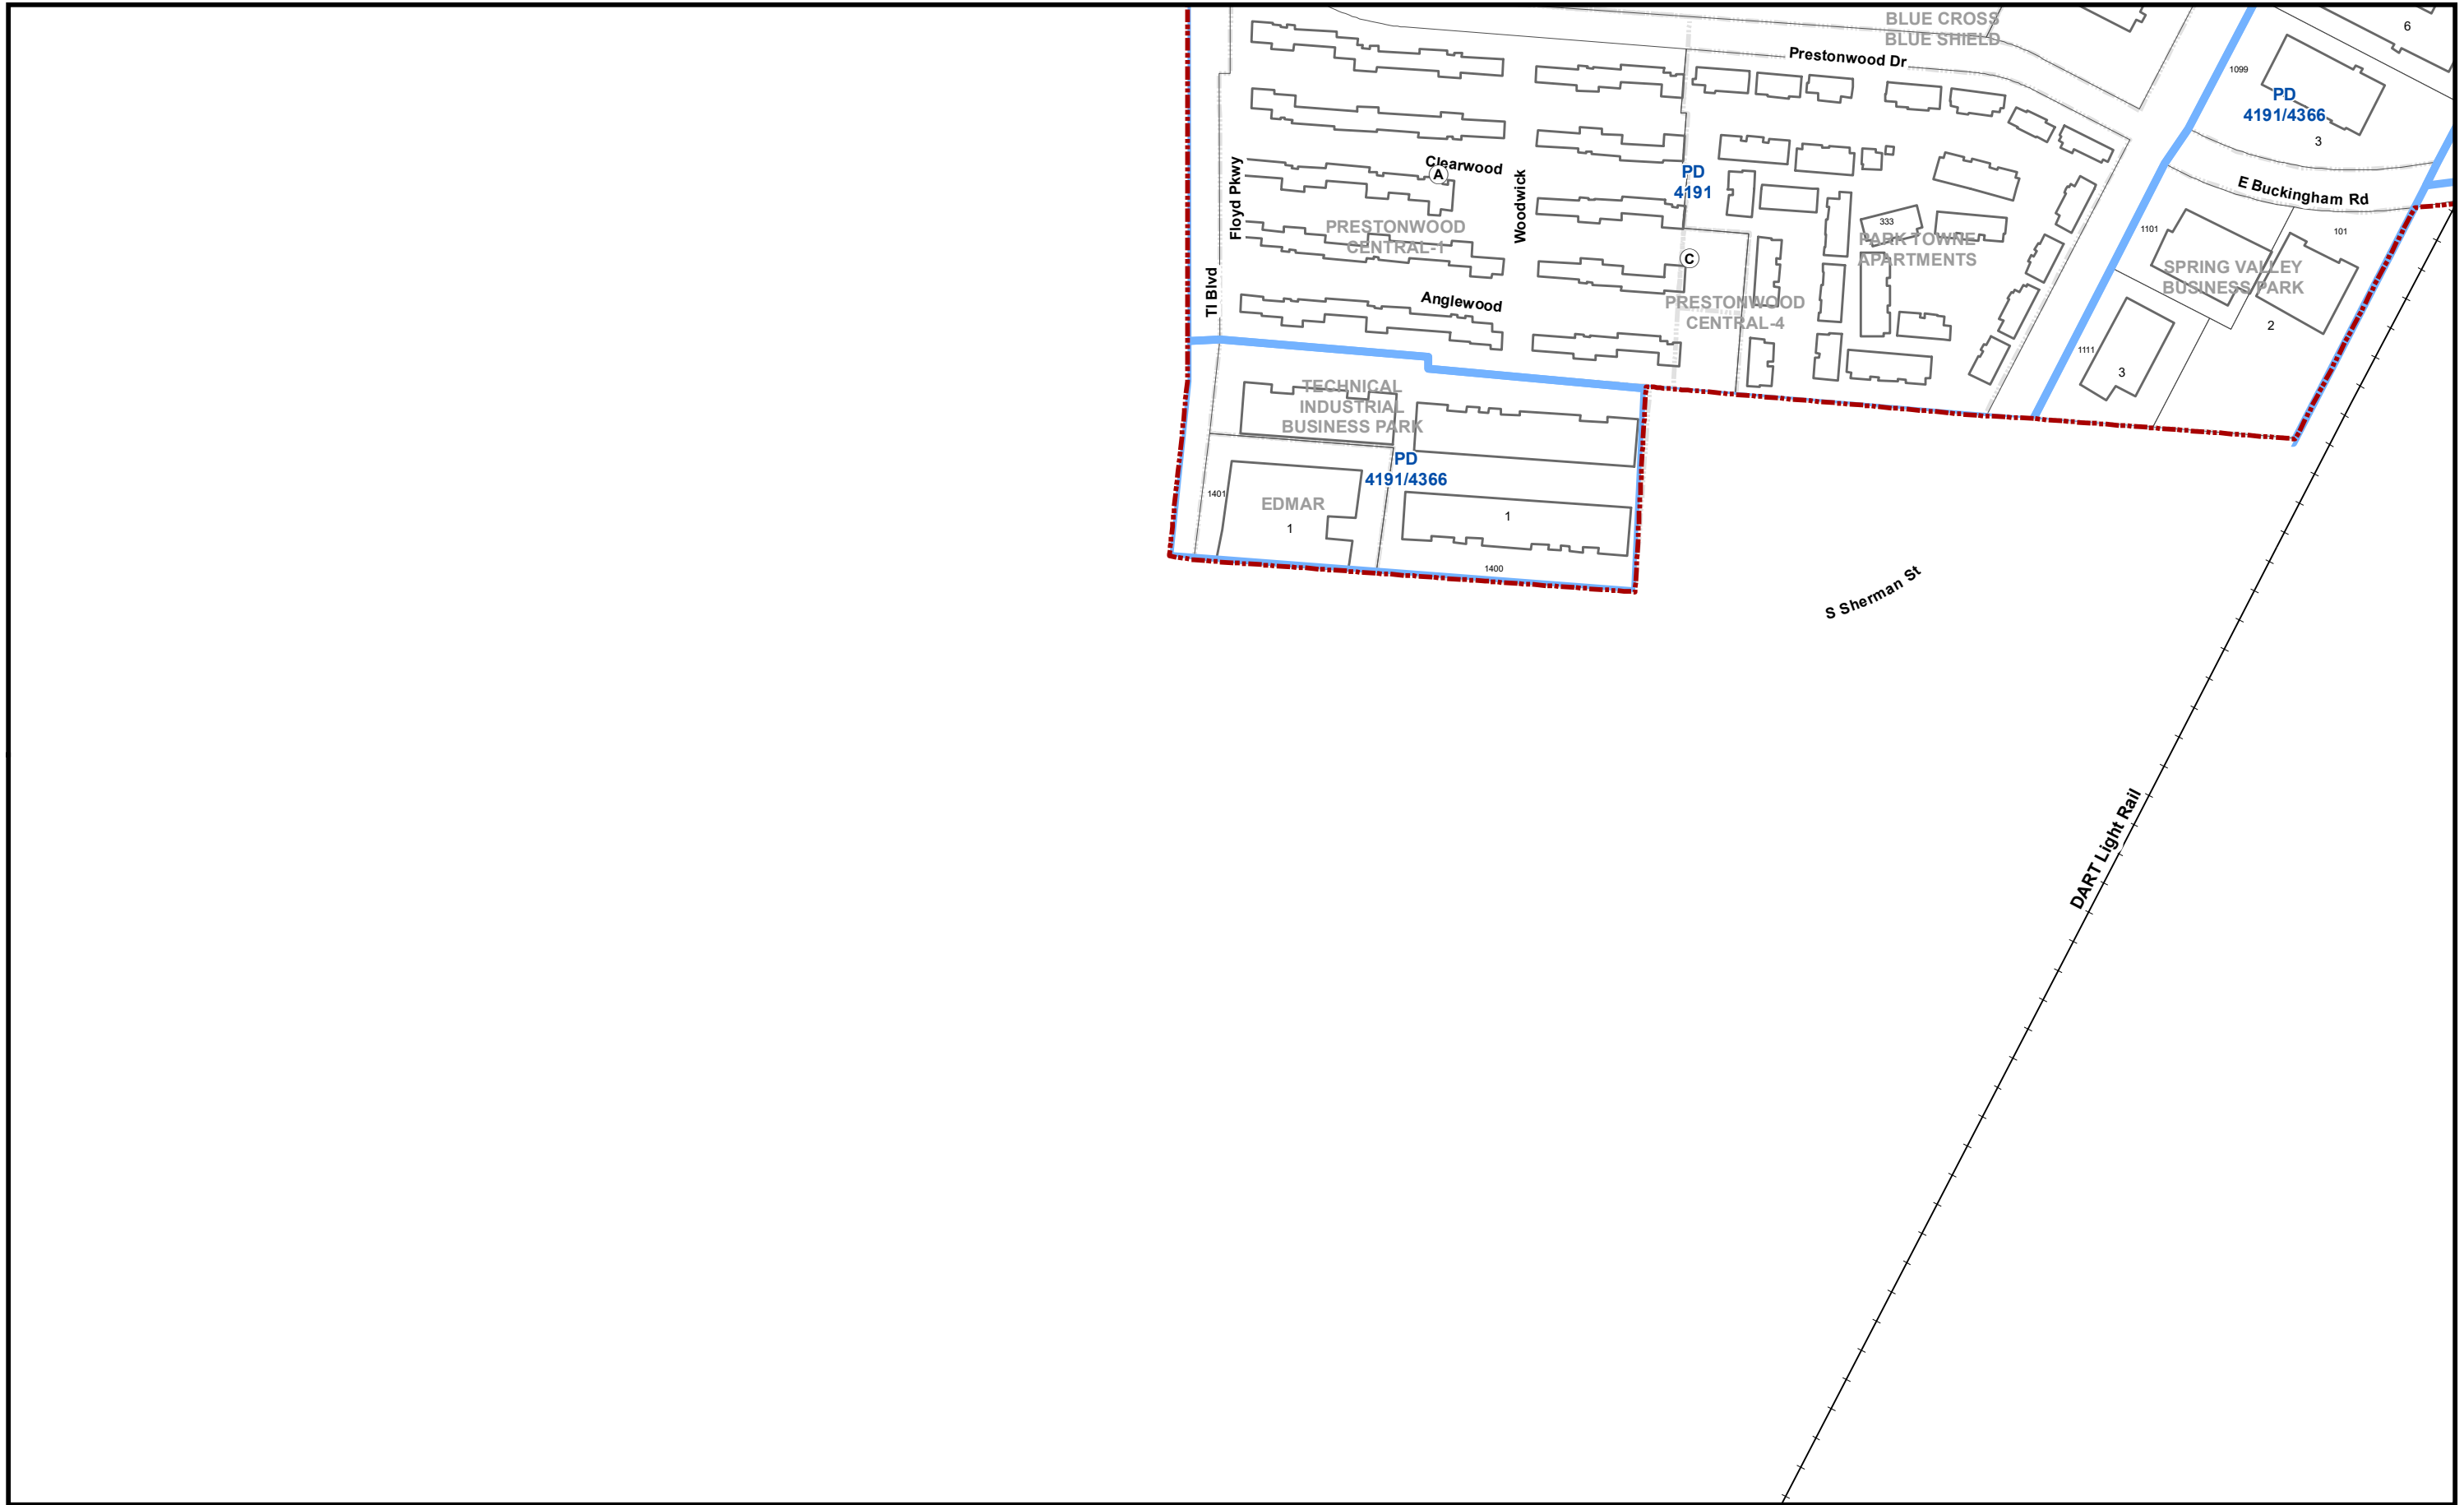 BLUE CROSS
BLUE SHIELD
6
Prestonwood Dr
1099
PD
4191/4366
3
Clearwood
A
Floyd Pkwy
Woodwick
PD
4191
E Buckingham Rd
PRESTONWOOD
CENTRAL-1
333
PARK TOWNE
APARTMENTS
1101
101
C
SPRING VALLEY
BUSINESS PARK
TI Blvd
Anglewood
PRESTONWOOD
CENTRAL-4
2
1111
3
TECHNICAL
INDUSTRIAL
BUSINESS PARK
PD
4191/4366
1401
EDMAR
1
1
1400
S Sherman St
DART Light Rail